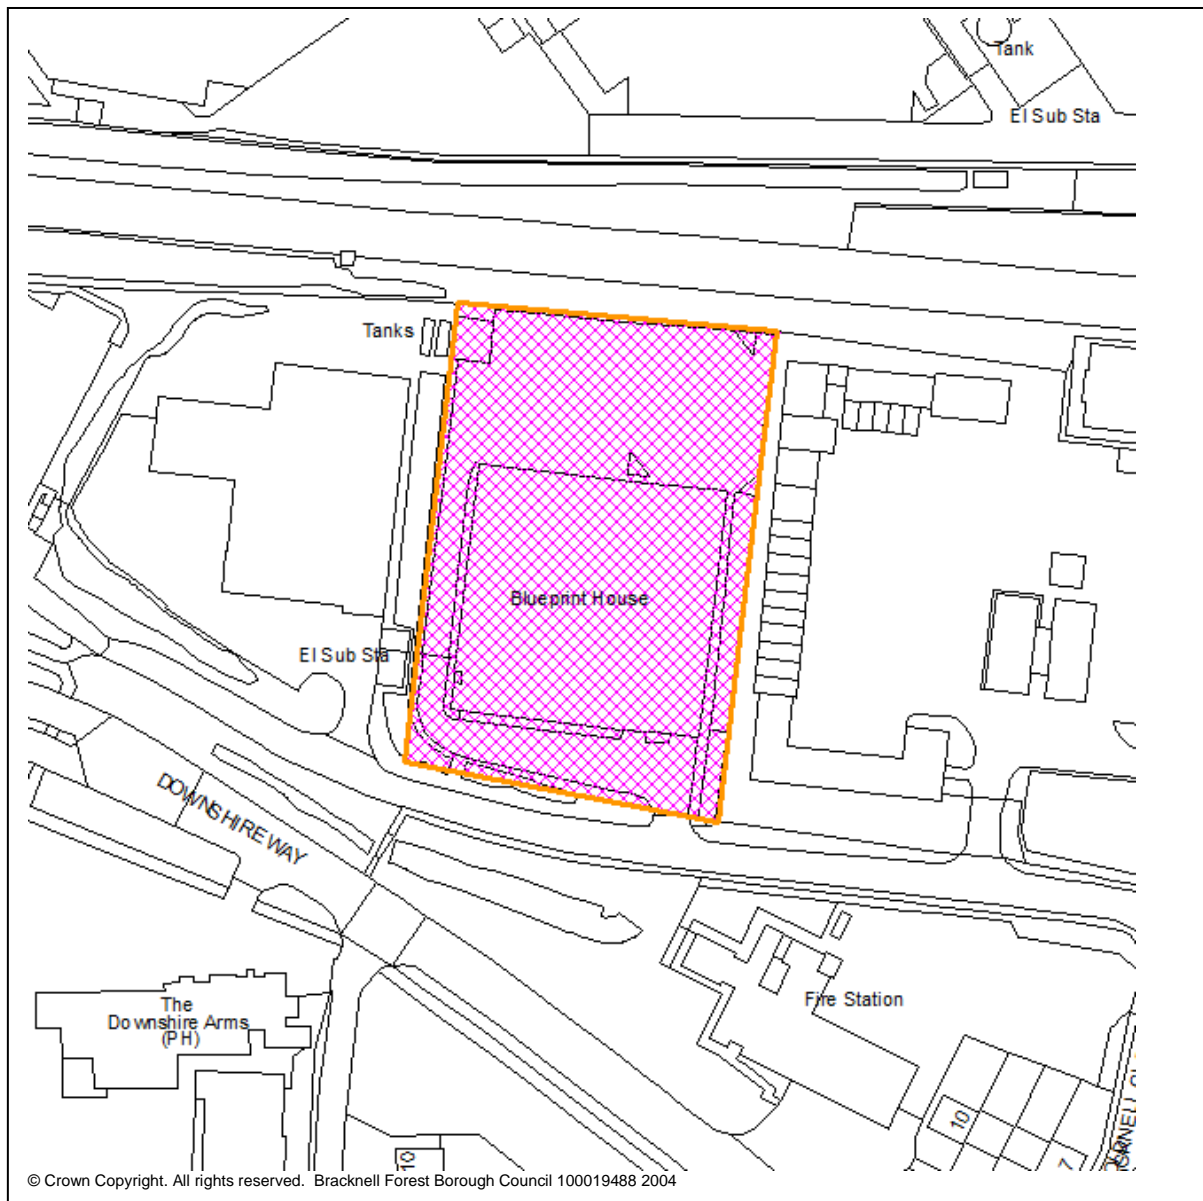 Tank
El Sub Sta
Tanks
Blueprint House
El Sub Sta
DOWNSHIRE WAY
The
Downshire Arms
(PH)
Fire Station
10
10
7
© Crown Copyright. All rights reserved. Bracknell Forest Borough Council 100019488 2004